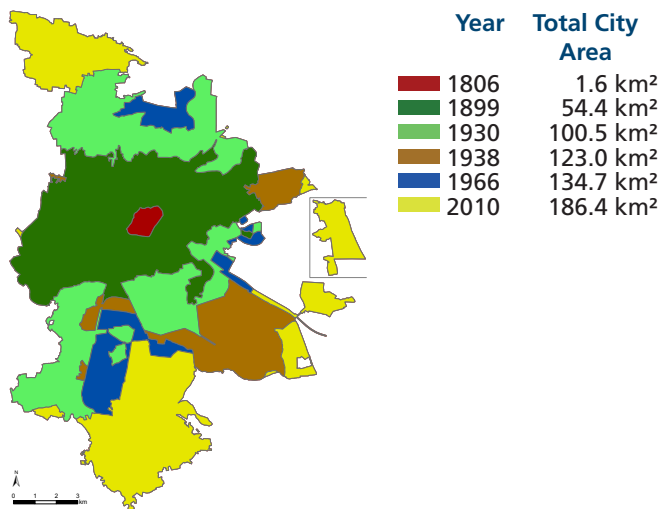 Year Total City Area
1806 1.6 km²
1899 54.4 km²
1930 100.5 km²
1938 123.0 km²
1966 134.7 km²
2010 186.4 km²
N
0 1 2 3 km